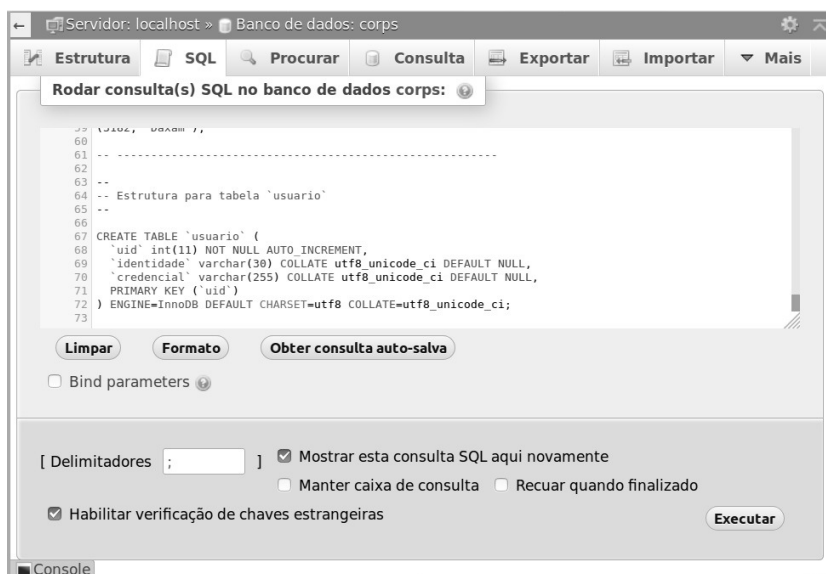 ← Servidor: localhost » Banco de dados: corps
Estrutura SQL Procurar Consulta Exportar Importar Mais
Rodar consulta(s) SQL no banco de dados corps:
59 (3182, 'Daxam'),
60
61 -- --------------------------------------------------------
62
63 --
64 -- Estrutura para tabela `usuario`
65 --
66
67 CREATE TABLE `usuario` (
68 `uid` int(11) NOT NULL AUTO_INCREMENT,
69 `identidade` varchar(30) COLLATE utf8_unicode_ci DEFAULT NULL,
70 `credencial` varchar(255) COLLATE utf8_unicode_ci DEFAULT NULL,
71 PRIMARY KEY (`uid`)
72 ) ENGINE=InnoDB DEFAULT CHARSET=utf8 COLLATE=utf8_unicode_ci;
73
Limpar Formato Obter consulta auto-salva
Bind parameters
[ Delimitadores ; ] Mostrar esta consulta SQL aqui novamente
Manter caixa de consulta Recuar quando finalizado
Habilitar verificação de chaves estrangeiras
Executar
Console